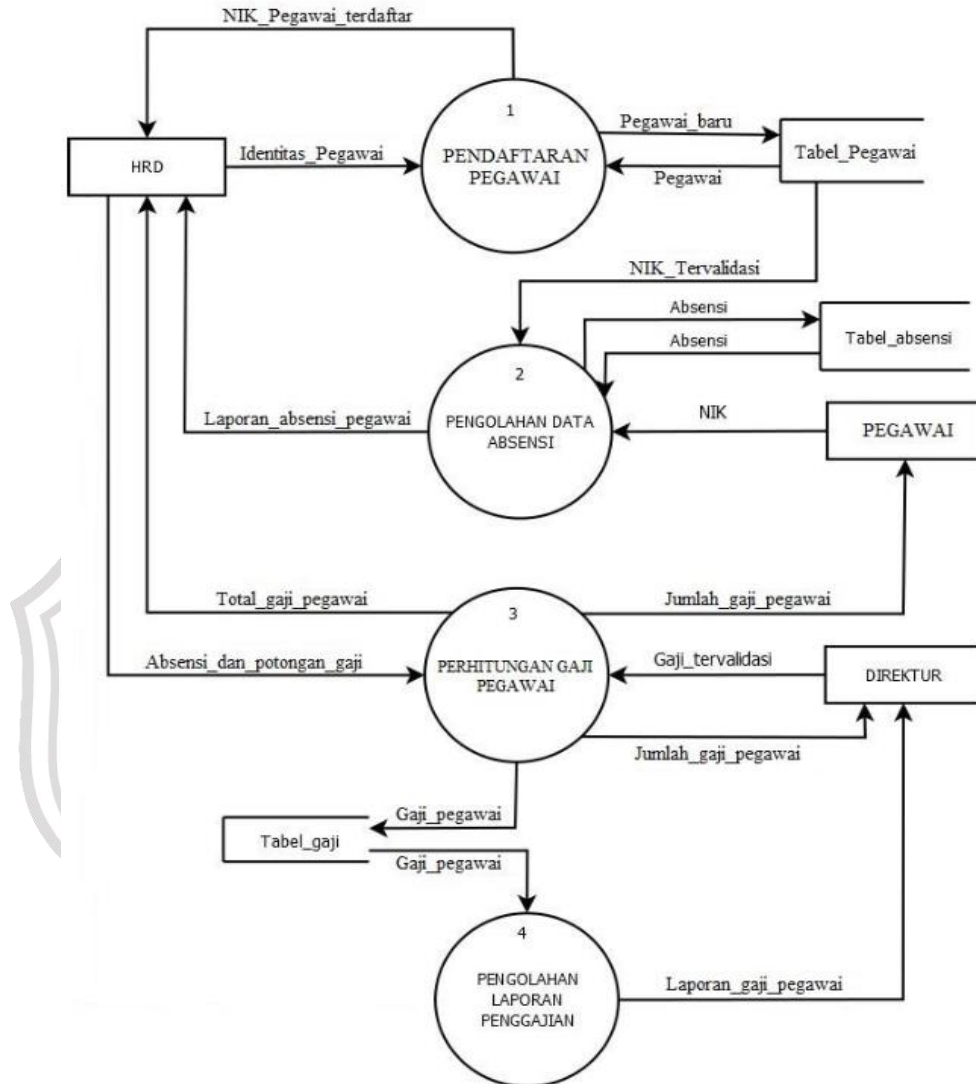 NIK_Pegawai_terdaftar
1
PENDAFTARAN
PEGAWAI
HRD
Identitas_Pegawai
Pegawai_baru
Pegawai
Tabel_Pegawai
NIK_Tervalidasi
Absensi
Absensi
Tabel_absensi
2
PENGOLAHAN DATA
ABSENSI
Laporan_absensi_pegawai
NIK
PEGAWAI
Total_gaji_pegawai
3
PERHITUNGAN GAJI
PEGAWAI
Jumlah_gaji_pegawai
Absensi_dan_potongan_gaji
Gaji_tervalidasi
DIREKTUR
Jumlah_gaji_pegawai
Gaji_pegawai
Tabel_gaji
Gaji_pegawai
4
PENGOLAHAN
LAPORAN
PENGGAJIAN
Laporan_gaji_pegawai